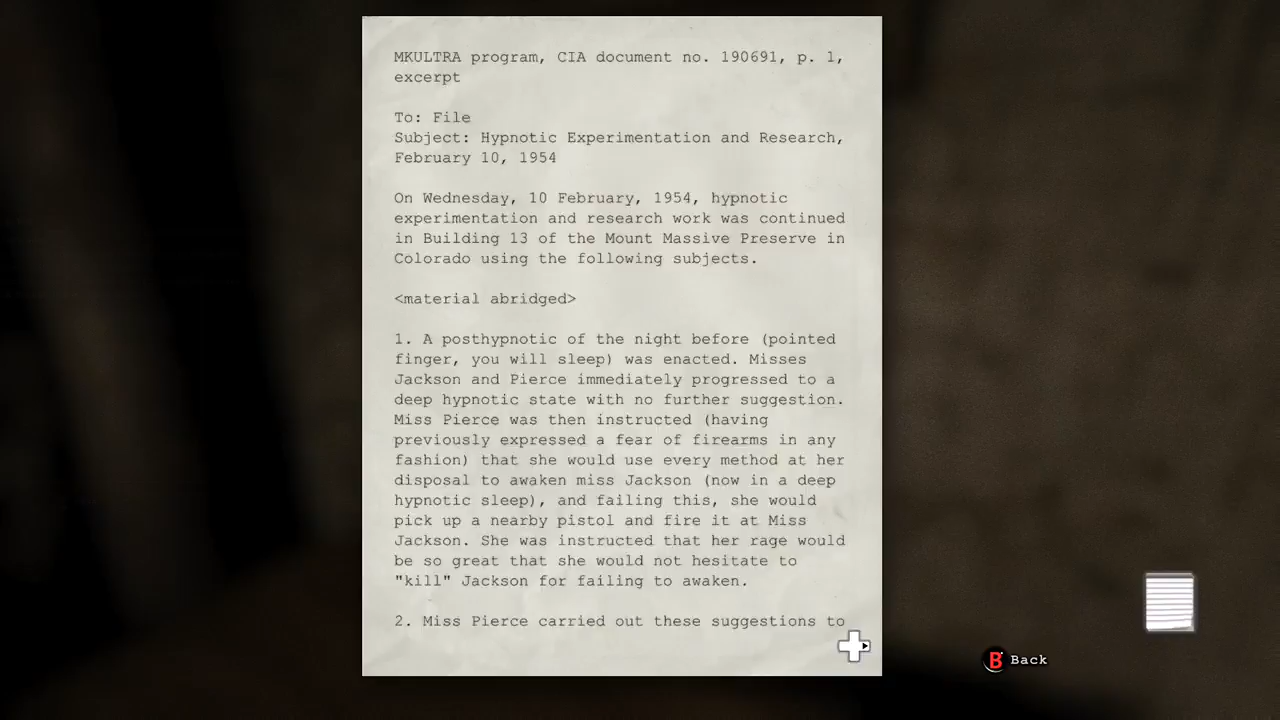 MKULTRA program, CIA document no. 190691, p. 1,
excerpt
To: File
Subject: Hypnotic Experimentation and Research,
February 10, 1954
On Wednesday, 10 February, 1954, hypnotic
experimentation and research work was continued
in Building 13 of the Mount Massive Preserve in
Colorado using the following subjects.
<material abridged>
1. A posthypnotic of the night before (pointed
finger, you will sleep) was enacted. Misses
Jackson and Pierce immediately progressed to a
deep hypnotic state with no further suggestion.
Miss Pierce was then instructed (having
previously expressed a fear of firearms in any
fashion) that she would use every method at her
disposal to awaken miss Jackson (now in a deep
hypnotic sleep), and failing this, she would
pick up a nearby pistol and fire it at Miss
Jackson. She was instructed that her rage would
be so great that she would not hesitate to
"kill" Jackson for failing to awaken.
2. Miss Pierce carried out these suggestions to
B Back